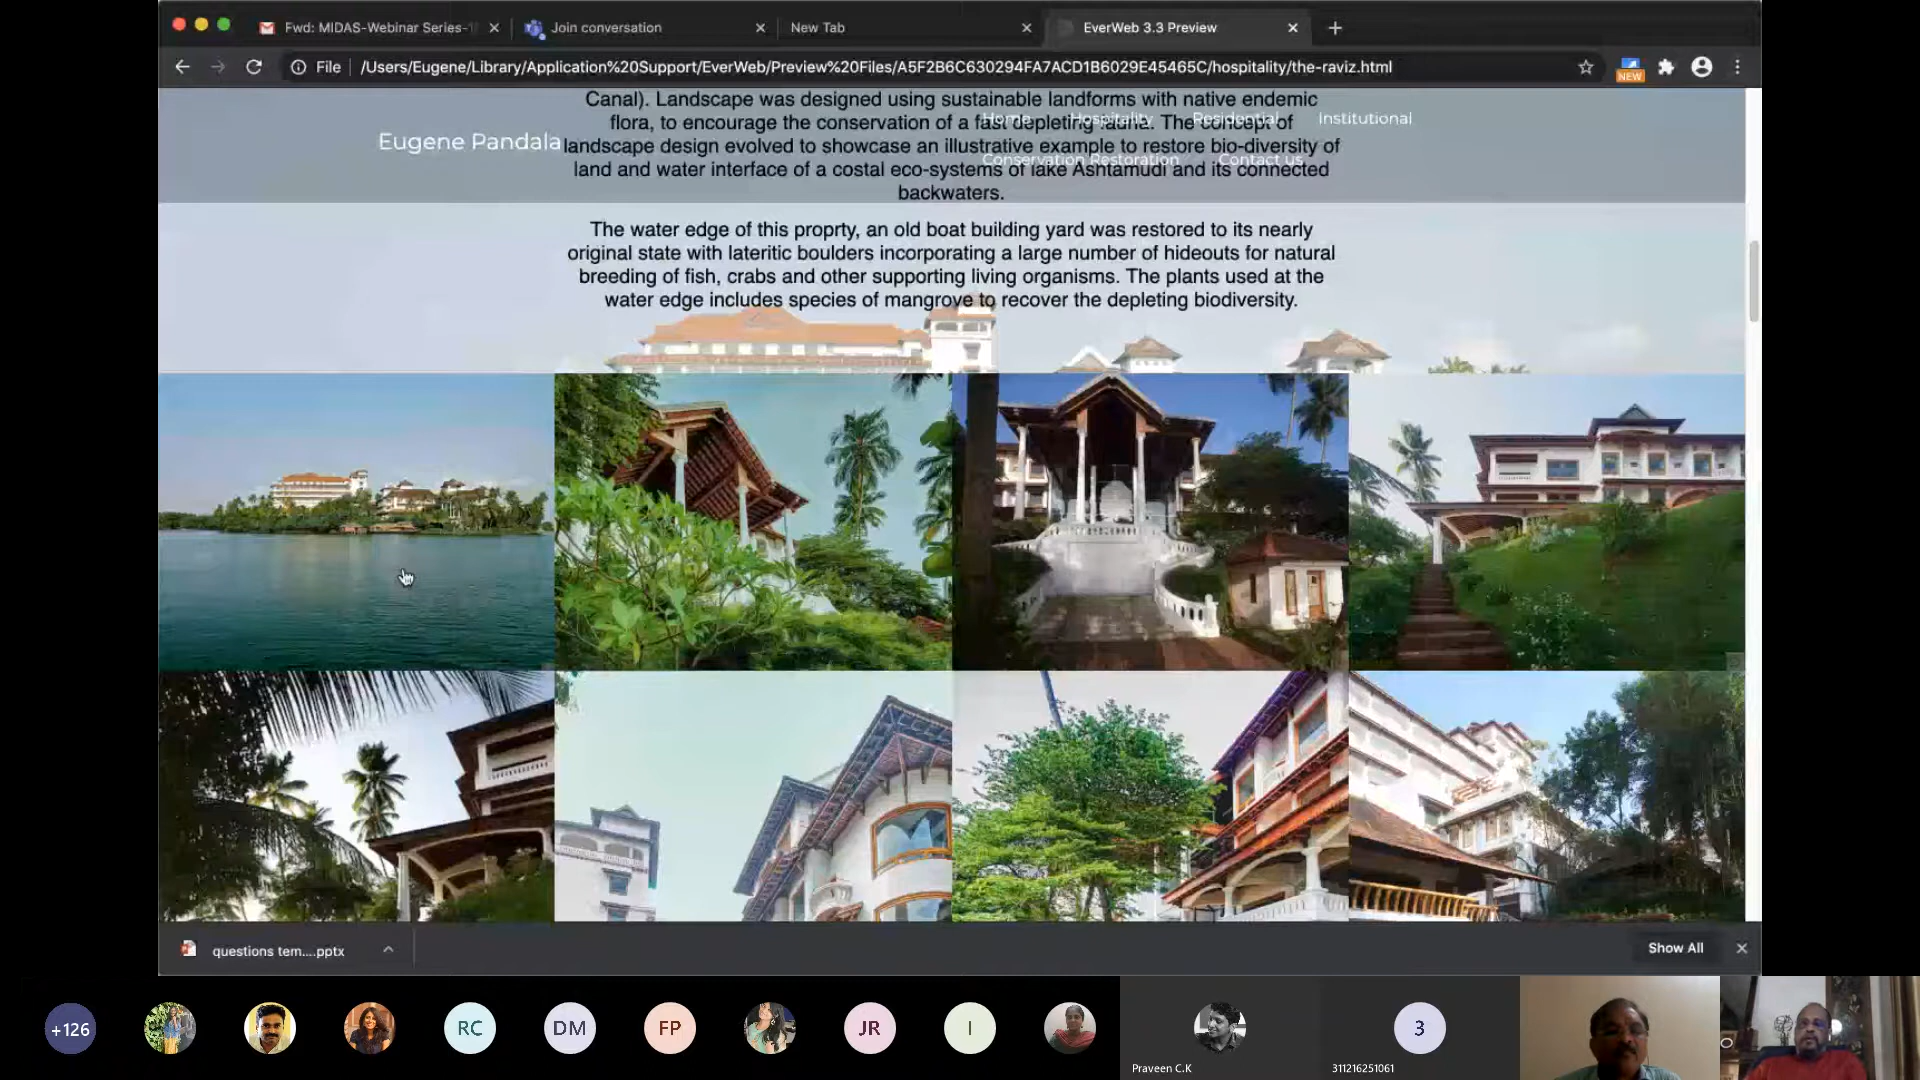 Fwd: MIDAS-Webinar Series-
Join conversation
New Tab
EverWeb 3.3 Preview
File
/Users/Eugene/Library/Application%20Support/EverWeb/Preview%20Files/A5F2B6C630294FA7ACD1B6029E45465C/hospitality/the-raviz.html
NEW
Eugene Pandala
Home Hospitality Residential Institutional
Conservation Restoration Contact us
Canal). Landscape was designed using sustainable landforms with native endemic
flora, to encourage the conservation of a fast depleting fauna. The concept of
landscape design evolved to showcase an illustrative example to restore bio-diversity of
land and water interface of a costal eco-systems of lake Ashtamudi and its connected
backwaters.
The water edge of this proprty, an old boat building yard was restored to its nearly
original state with lateritic boulders incorporating a large number of hideouts for natural
breeding of fish, crabs and other supporting living organisms. The plants used at the
water edge includes species of mangrove to recover the depleting biodiversity.
questions tem....pptx
Show All
+126
RC
DM
FP
JR
I
Praveen C.K
3
311216251061